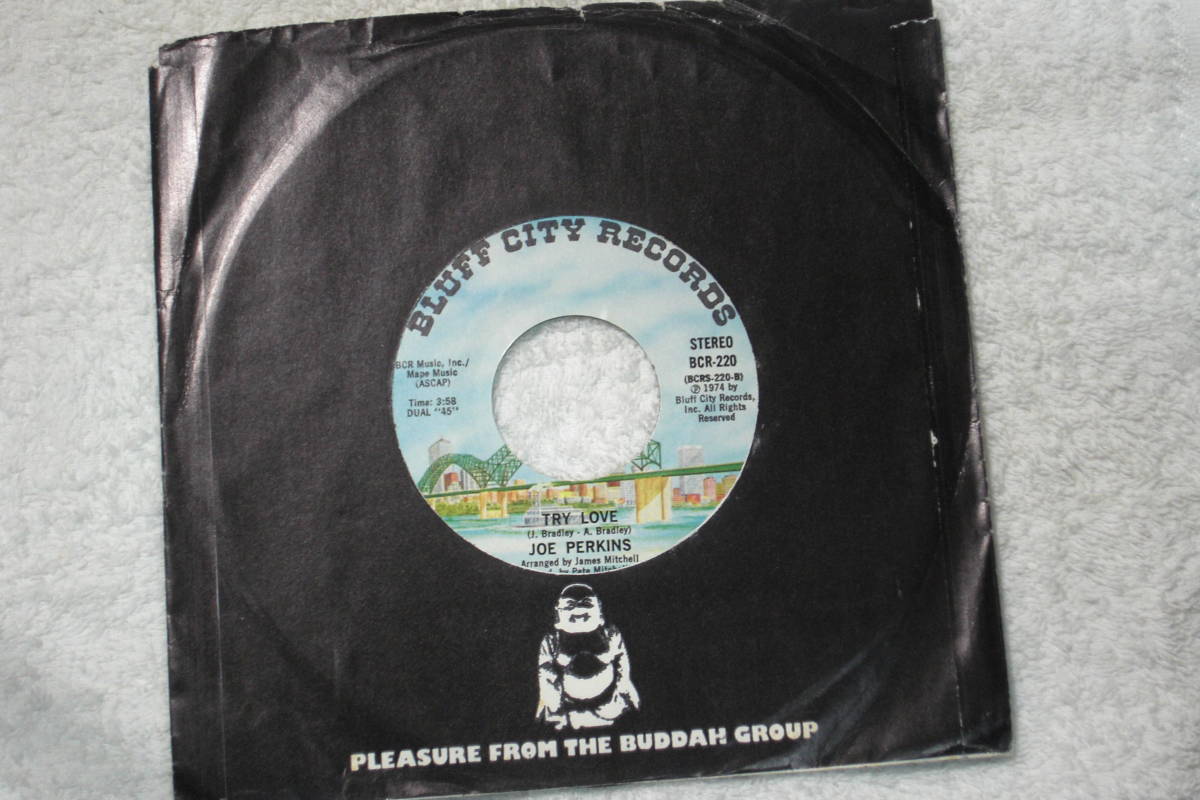 BLUFF CITY RECORDS
BCR Music, Inc./
Mape Music
(ASCAP)
Time: 3:58
DUAL "45"
STEREO
BCR-220
(BCRS-220-B)
Ⓟ 1974 by
Bluff City Records,
Inc. All Rights
Reserved
TRY LOVE
(J. Bradley - A. Bradley)
JOE PERKINS
Arranged by James Mitchell
by Pete
PLEASURE FROM THE BUDDAH GROUP